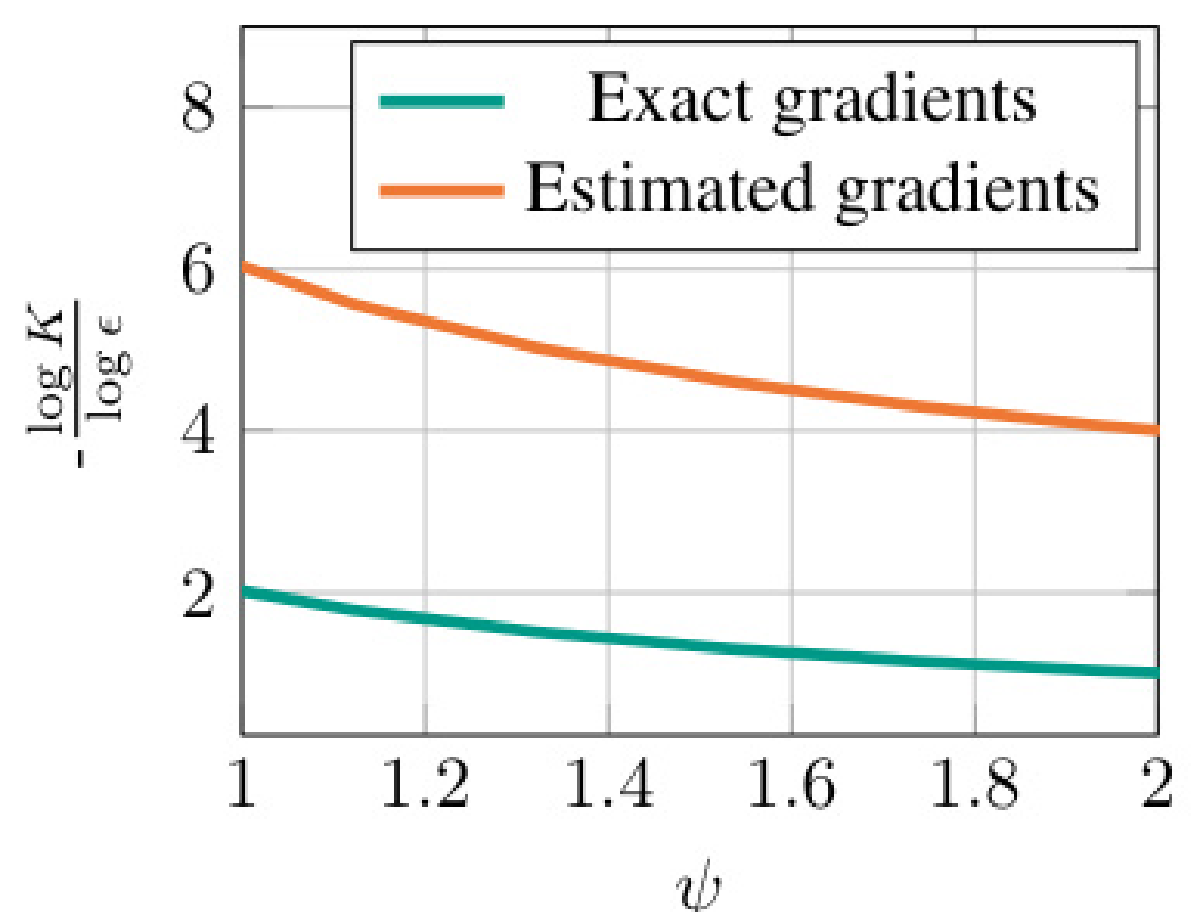 Exact gradients
Estimated gradients
8
6
4
2
- log K
log ϵ
1 1.2 1.4 1.6 1.8 2
ψ